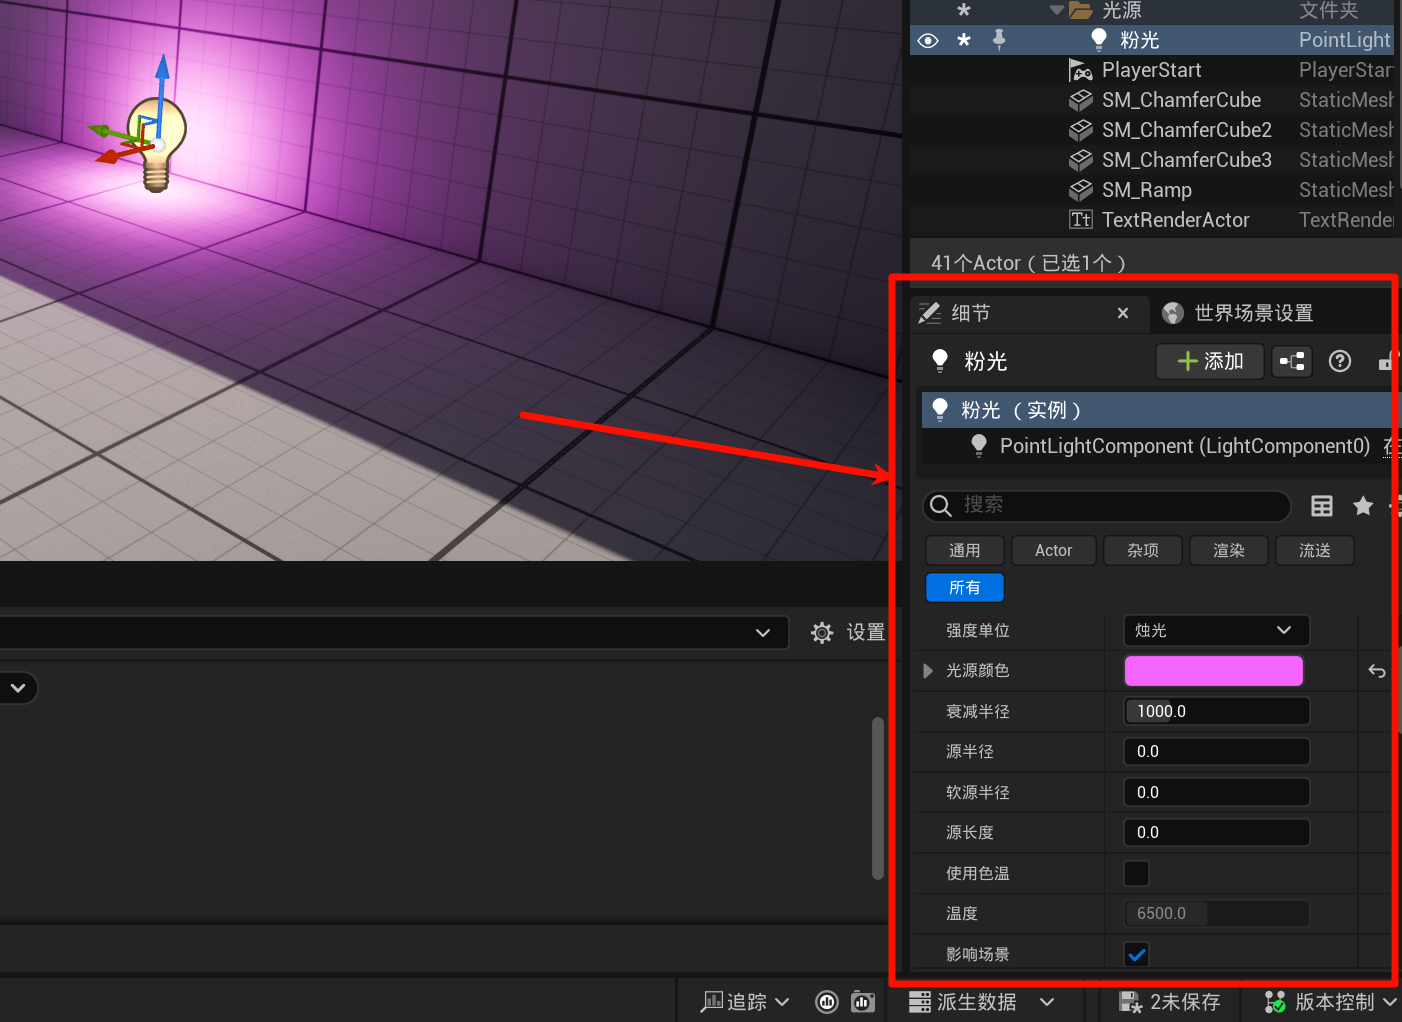 光源 文件夹
粉光 PointLight
PlayerStart PlayerStar
SM_ChamferCube StaticMesh
SM_ChamferCube2 StaticMesh
SM_ChamferCube3 StaticMesh
SM_Ramp StaticMesh
TextRenderActor TextRender
41个Actor（已选1个）
细节
世界场景设置
粉光
添加
粉光 （实例）
PointLightComponent (LightComponent0) 在
搜索
通用 Actor 杂项 渲染 流送
所有
强度单位 烛光
设置
光源颜色
衰减半径 1000.0
源半径 0.0
软源半径 0.0
源长度 0.0
使用色温
温度 6500.0
影响场景
追踪
派生数据
2未保存
版本控制